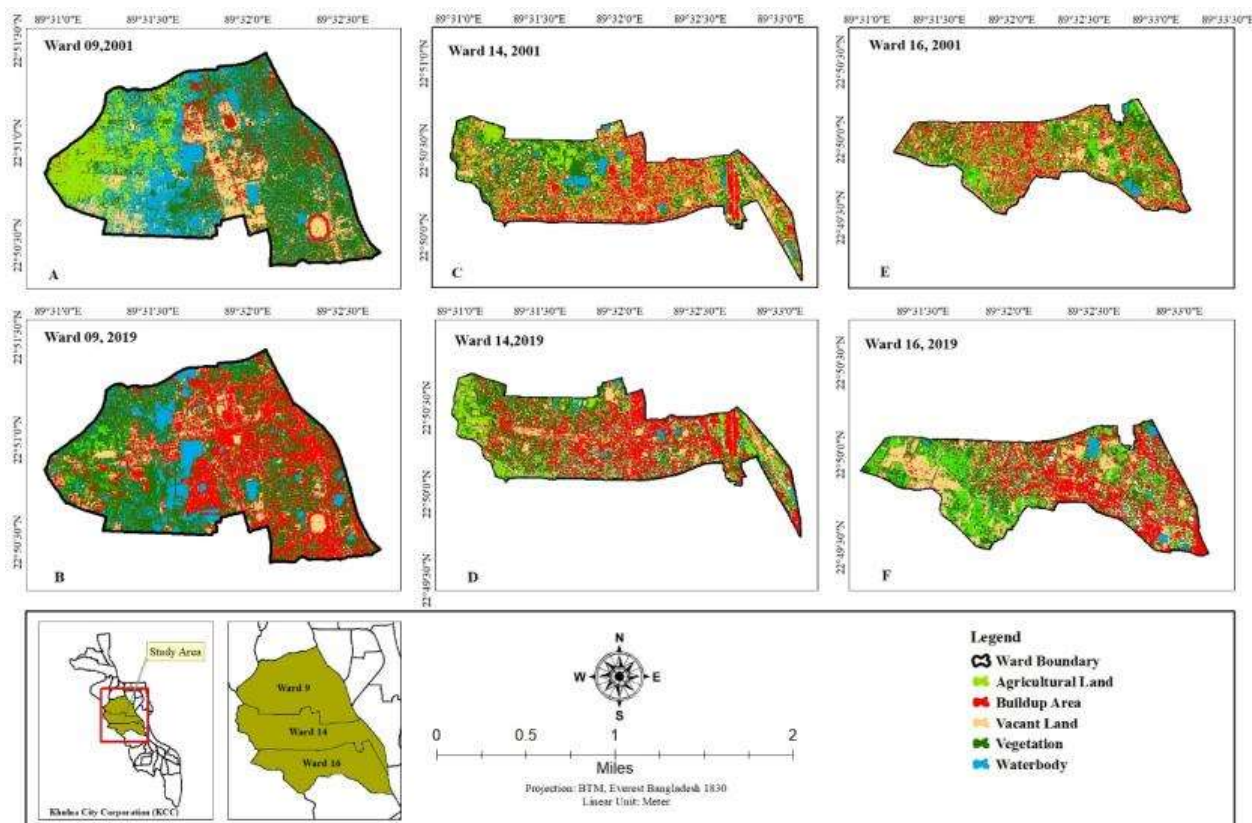 89°31'0"E 89°31'30"E 89°32'0"E 89°32'30"E
89°31'0"E 89°31'30"E 89°32'0"E 89°32'30"E 89°33'0"E
89°31'0"E 89°31'30"E 89°32'0"E 89°32'30"E 89°33'0"E 89°33'30"E
Ward 09,2001
Ward 14, 2001
Ward 16, 2001
22°51'30"N
22°51'0"N
22°50'30"N
22°51'0"N
22°50'30"N
22°50'0"N
22°50'30"N
22°50'0"N
22°49'30"N
A
C
E
89°31'0"E 89°31'30"E 89°32'0"E 89°32'30"E
89°31'0"E 89°31'30"E 89°32'0"E 89°32'30"E 89°33'0"E
89°31'30"E 89°32'0"E 89°32'30"E 89°33'0"E
Ward 09, 2019
Ward 14,2019
Ward 16, 2019
22°51'30"N
22°51'0"N
22°50'30"N
22°50'30"N
22°50'0"N
22°49'30"N
22°50'30"N
22°50'0"N
22°49'30"N
B
D
F
Study Area
Khulna City Corporation (KCC)
Ward 9
Ward 14
Ward 16
N
W E
S
0 0.5 1 2
Miles
Projection: BTM, Everest Bangladesh 1830
Linear Unit: Meter
Legend
Ward Boundary
Agricultural Land
Buildup Area
Vacant Land
Vegetation
Waterbody